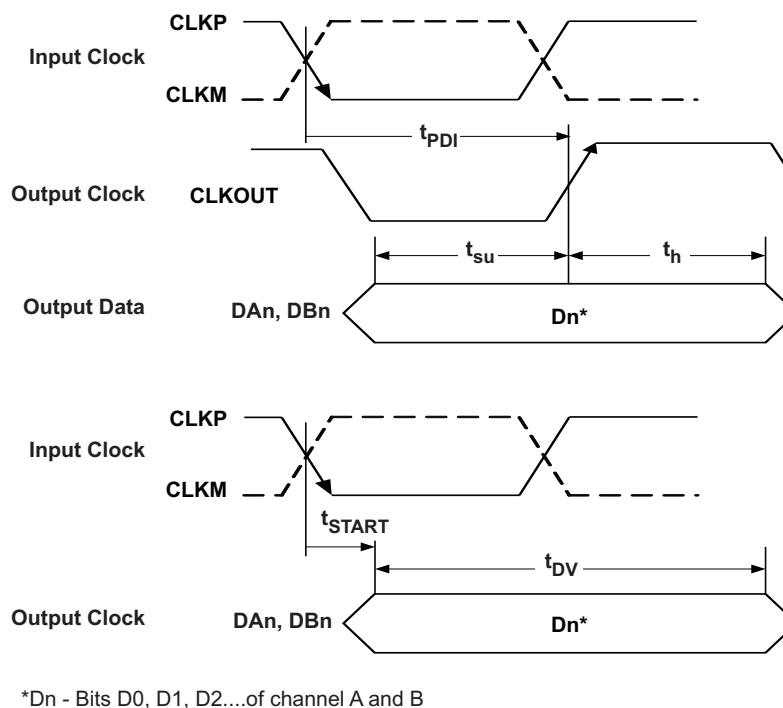 CLKP
Input Clock
CLKM
tPDI
Output Clock CLKOUT
tsu th
Output Data DAn, DBn Dn*
CLKP
Input Clock
CLKM
tSTART
tDV
Output Clock DAn, DBn Dn*
*Dn - Bits D0, D1, D2....of channel A and B